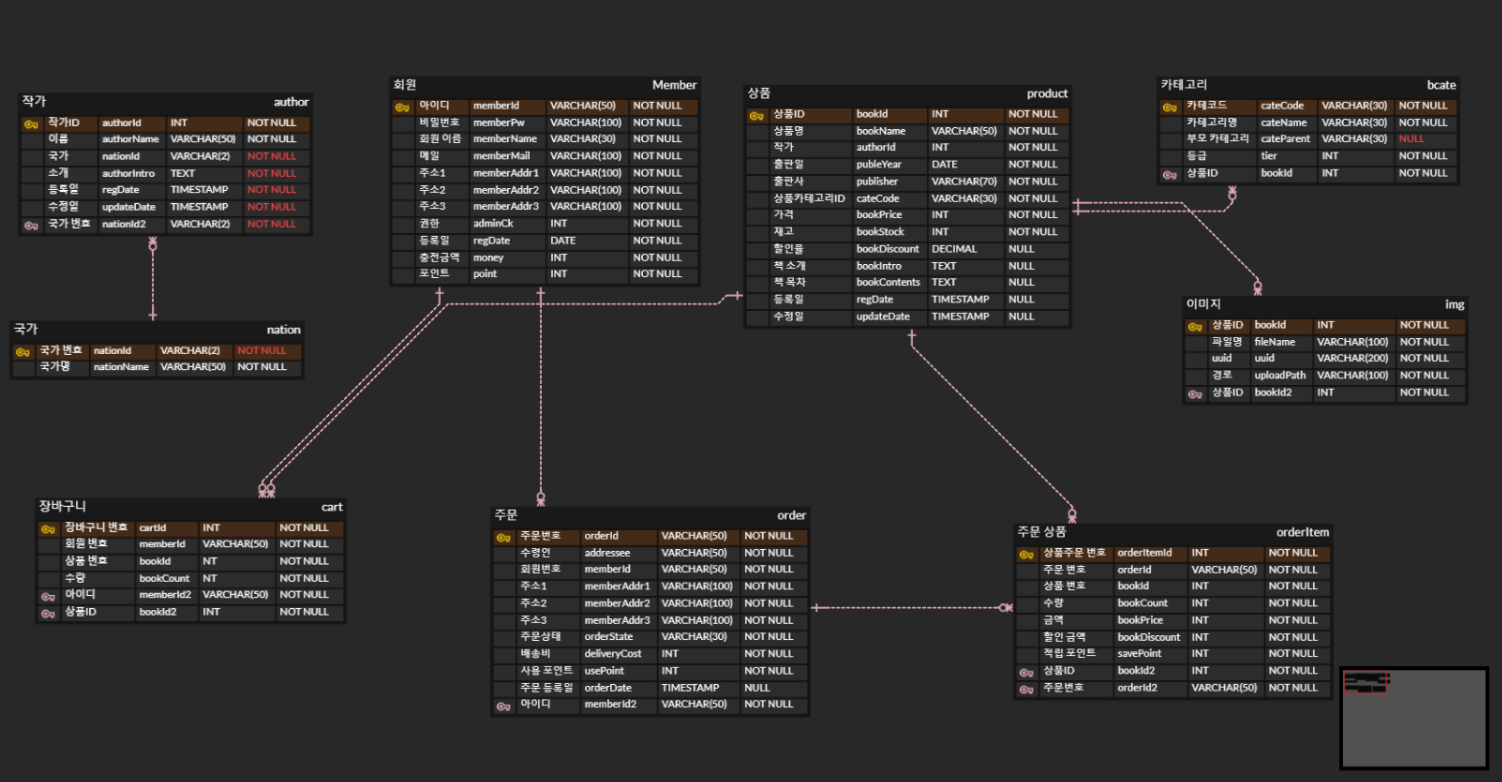 작가 author
작가ID authorId INT NOT NULL
이름 authorName VARCHAR(50) NOT NULL
국가 nationId VARCHAR(2) NOT NULL
소개 authorIntro TEXT NOT NULL
등록일 regDate TIMESTAMP NOT NULL
수정일 updateDate TIMESTAMP NOT NULL
국가 번호 nationId2 VARCHAR(2) NOT NULL
회원 Member
아이디 memberId VARCHAR(50) NOT NULL
비밀번호 memberPw VARCHAR(100) NOT NULL
회원 이름 memberName VARCHAR(30) NOT NULL
메일 memberMail VARCHAR(100) NOT NULL
주소1 memberAddr1 VARCHAR(100) NOT NULL
주소2 memberAddr2 VARCHAR(100) NOT NULL
주소3 memberAddr3 VARCHAR(100) NOT NULL
권한 adminCk INT NOT NULL
등록일 regDate DATE NOT NULL
충전금액 money INT NOT NULL
포인트 point INT NOT NULL
상품 product
상품ID bookId INT NOT NULL
상품명 bookName VARCHAR(50) NOT NULL
작가 authorId INT NOT NULL
출판일 publeYear DATE NOT NULL
출판사 publisher VARCHAR(70) NOT NULL
상품카테고리ID cateCode VARCHAR(30) NOT NULL
가격 bookPrice INT NOT NULL
재고 bookStock INT NOT NULL
할인율 bookDiscount DECIMAL NULL
책 소개 bookIntro TEXT NULL
책 목차 bookContents TEXT NULL
등록일 regDate TIMESTAMP NULL
수정일 updateDate TIMESTAMP NULL
카테고리 bcate
카테코드 cateCode VARCHAR(30) NOT NULL
카테고리명 cateName VARCHAR(30) NOT NULL
부모 카테고리 cateParent VARCHAR(30) NULL
등급 tier INT NOT NULL
상품ID bookId INT NOT NULL
국가 nation
국가 번호 nationId VARCHAR(2) NOT NULL
국가명 nationName VARCHAR(50) NOT NULL
이미지 img
상품ID bookId INT NOT NULL
파일명 fileName VARCHAR(100) NOT NULL
uuid uuid VARCHAR(200) NOT NULL
경로 uploadPath VARCHAR(100) NOT NULL
상품ID bookId2 INT NOT NULL
장바구니 cart
장바구니 번호 cartId INT NOT NULL
회원 번호 memberId VARCHAR(50) NOT NULL
상품 번호 bookId NT NOT NULL
수량 bookCount NT NOT NULL
아이디 memberId2 VARCHAR(50) NOT NULL
상품ID bookId2 INT NOT NULL
주문 order
주문번호 orderId VARCHAR(50) NOT NULL
수령인 addressee VARCHAR(50) NOT NULL
회원번호 memberId VARCHAR(50) NOT NULL
주소1 memberAddr1 VARCHAR(100) NOT NULL
주소2 memberAddr2 VARCHAR(100) NOT NULL
주소3 memberAddr3 VARCHAR(100) NOT NULL
주문상태 orderState VARCHAR(30) NOT NULL
배송비 deliveryCost INT NOT NULL
사용 포인트 usePoint INT NOT NULL
주문 등록일 orderDate TIMESTAMP NULL
아이디 memberId2 VARCHAR(50) NOT NULL
주문 상품 orderItem
상품주문 번호 orderItemId INT NOT NULL
주문 번호 orderId VARCHAR(50) NOT NULL
상품 번호 bookId INT NOT NULL
수량 bookCount INT NOT NULL
금액 bookPrice INT NOT NULL
할인 금액 bookDiscount INT NOT NULL
적립 포인트 savePoint INT NOT NULL
상품ID bookId2 INT NOT NULL
주문번호 orderId2 VARCHAR(50) NOT NULL